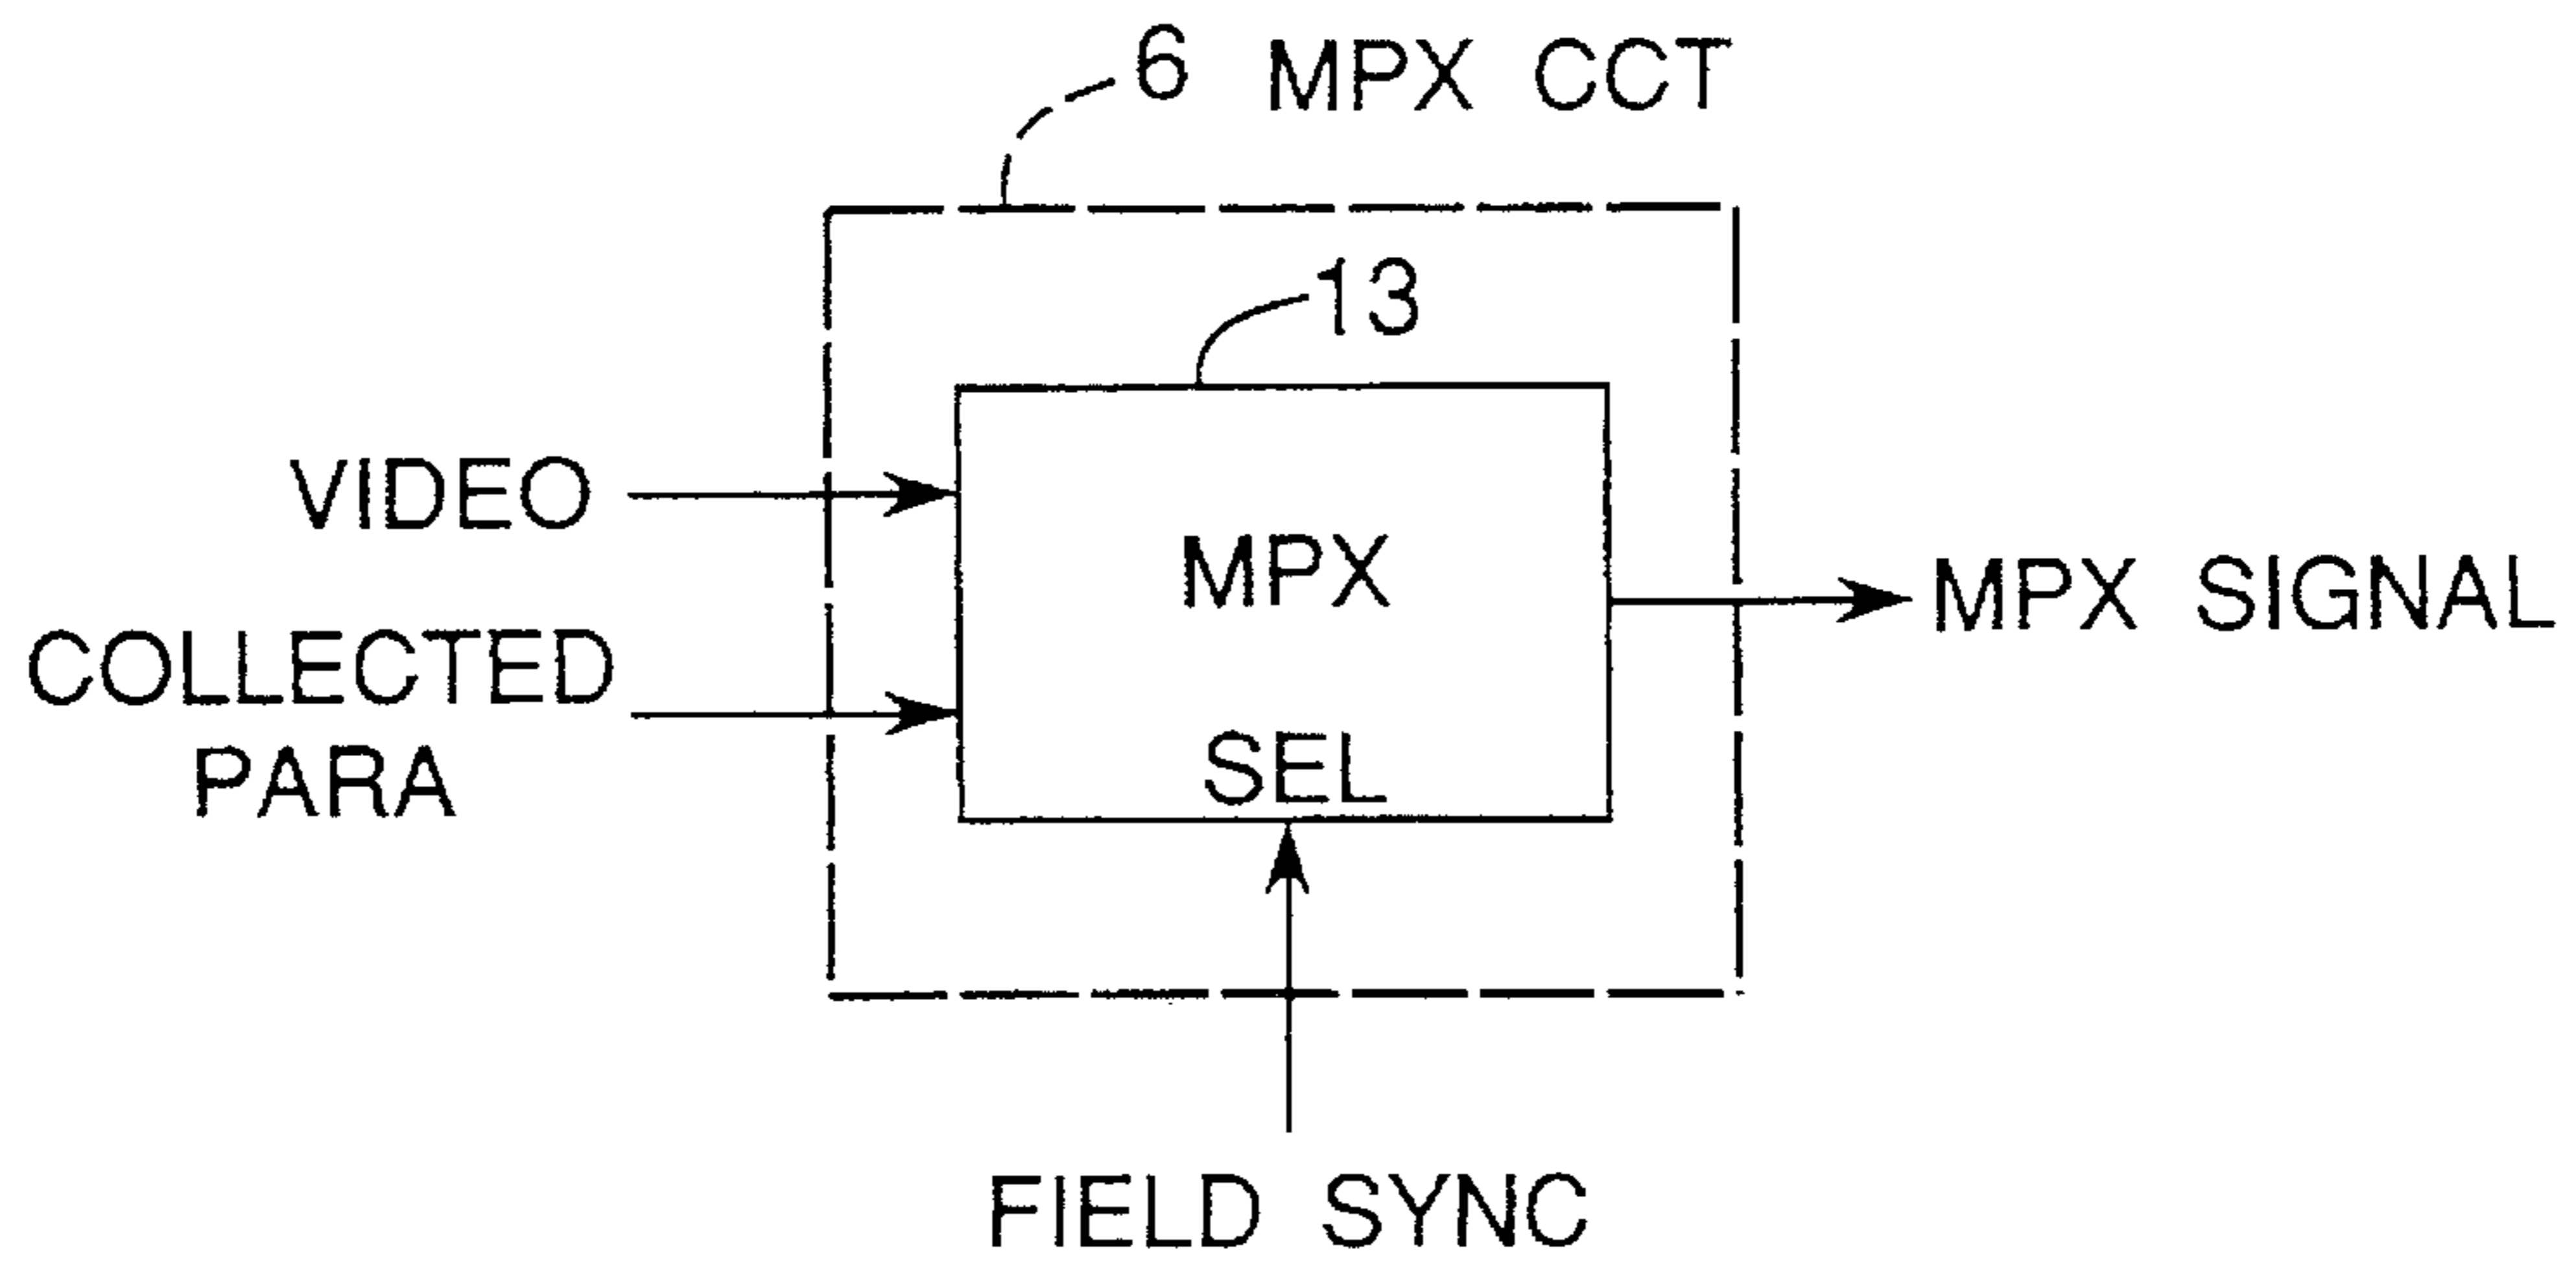 6 MPX CCT
13
VIDEO
MPX
MPX SIGNAL
COLLECTED
PARA
SEL
FIELD SYNC